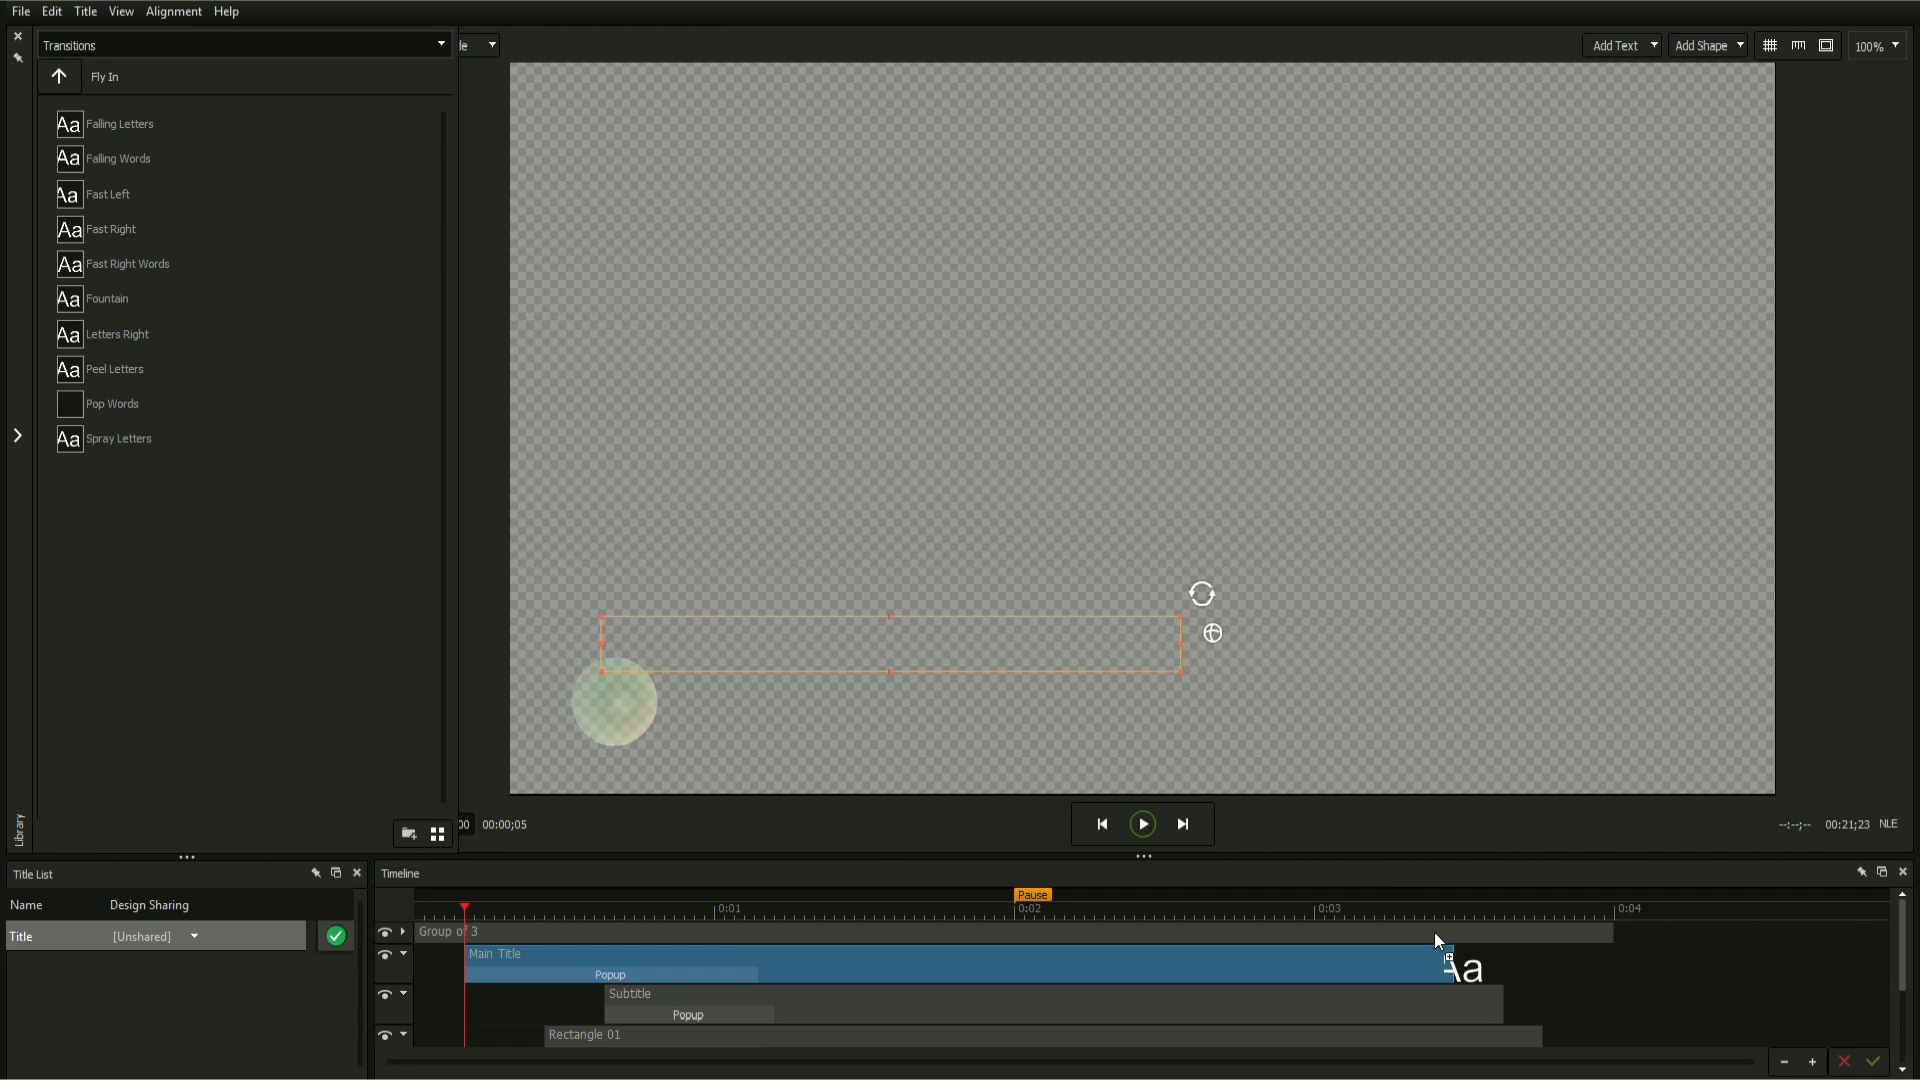 File Edit Title View Alignment Help
Transitions
Add Text
Add Shape
100%
Fly In
Aa Falling Letters
Aa Falling Words
Aa Fast Left
Aa Fast Right
Aa Fast Right Words
Aa Fountain
Aa Letters Right
Aa Peel Letters
Pop Words
Aa Spray Letters
Library
00 00:00;05
--:--;-- 00:21;23 NLE
Title List
Name Design Sharing
Title [Unshared]
Timeline
Pause
0:01 0:02 0:03 0:04
Group of 3
Main Title
Popup
Aa
Subtitle
Popup
Rectangle 01